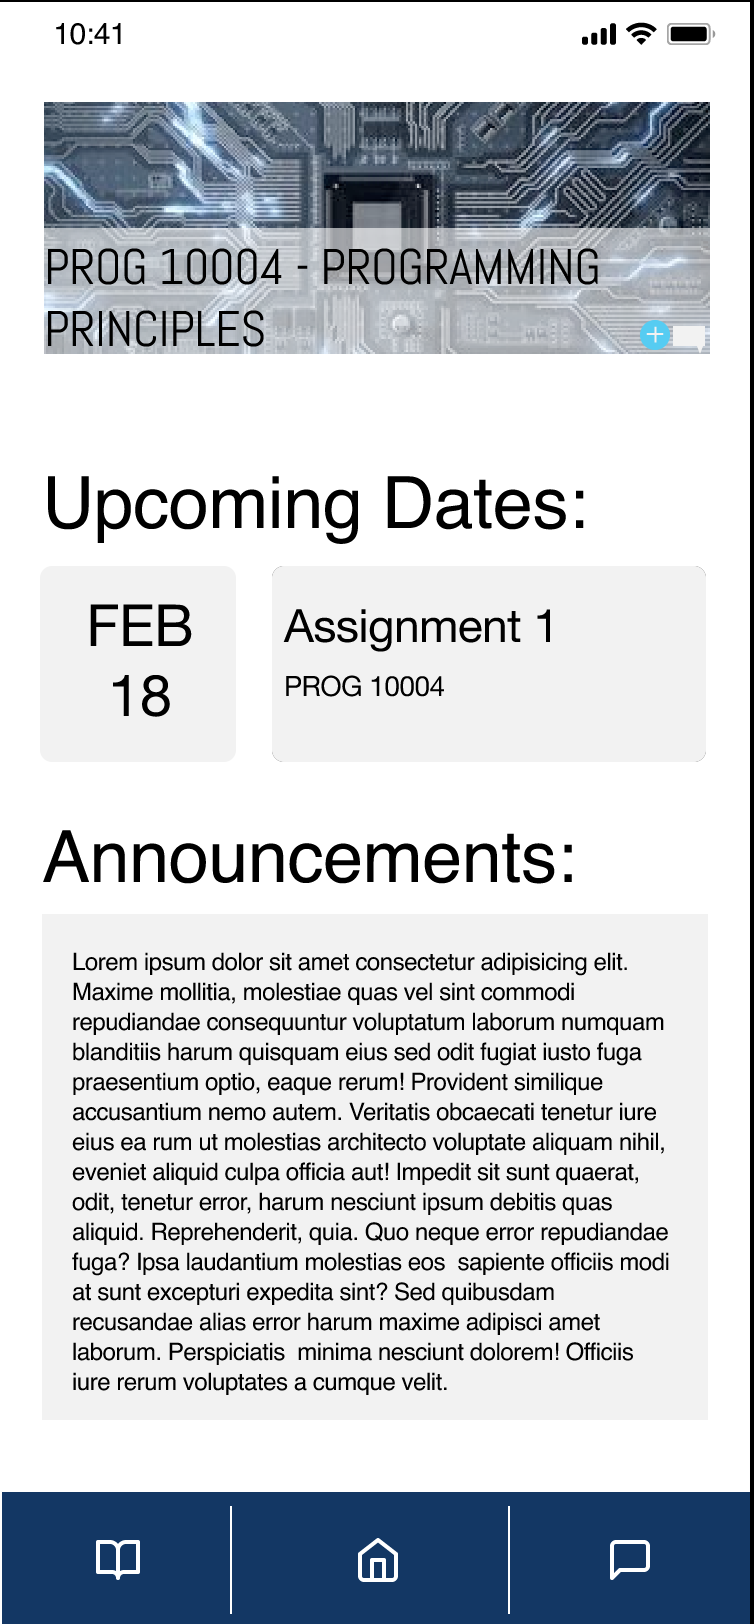 10:41
PROG 10004 - PROGRAMMING
PRINCIPLES
Upcoming Dates:
FEB
18
Assignment 1
PROG 10004
Announcements:
Lorem ipsum dolor sit amet consectetur adipisicing elit.
Maxime mollitia, molestiae quas vel sint commodi
repudiandae consequuntur voluptatum laborum numquam
blanditiis harum quisquam eius sed odit fugiat iusto fuga
praesentium optio, eaque rerum! Provident similique
accusantium nemo autem. Veritatis obcaecati tenetur iure
eius ea rum ut molestias architecto voluptate aliquam nihil,
eveniet aliquid culpa officia aut! Impedit sit sunt quaerat,
odit, tenetur error, harum nesciunt ipsum debitis quas
aliquid. Reprehenderit, quia. Quo neque error repudiandae
fuga? Ipsa laudantium molestias eos  sapiente officiis modi
at sunt excepturi expedita sint? Sed quibusdam
recusandae alias error harum maxime adipisci amet
laborum. Perspiciatis  minima nesciunt dolorem! Officiis
iure rerum voluptates a cumque velit.